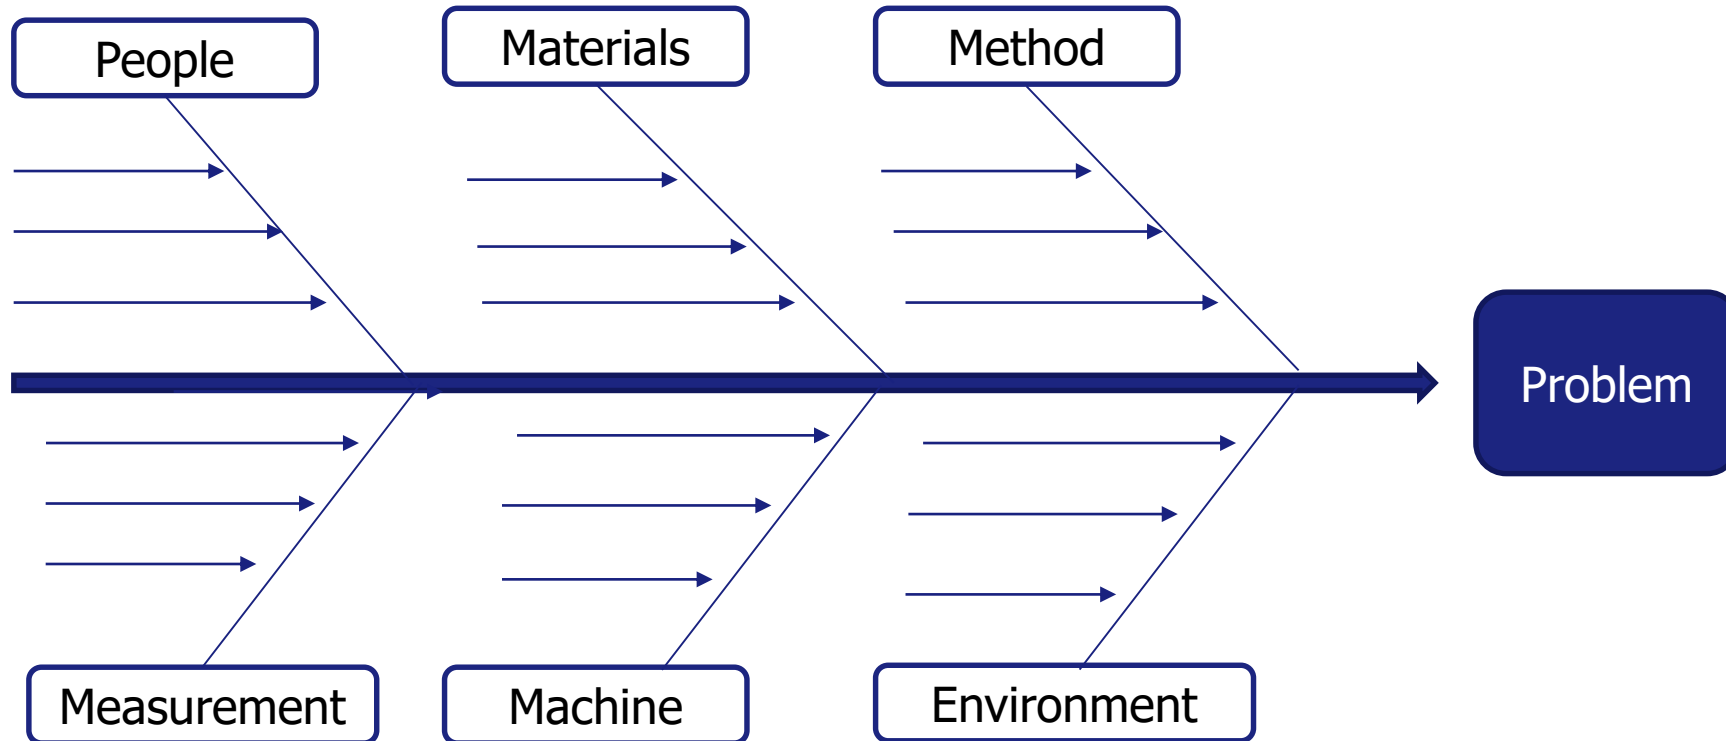 People
Materials
Method
Problem
Measurement
Machine
Environment